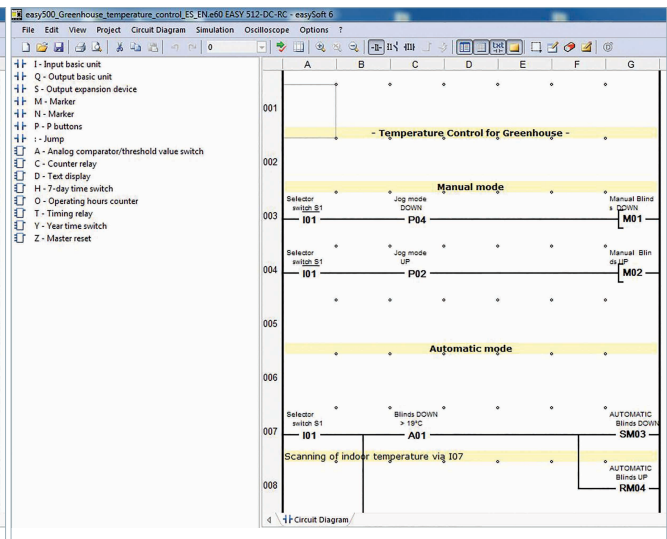 easy500_Greenhouse_temperature_control_ES_EN.e60 EASY 512-DC-RC - easySoft 6
File Edit View Project Circuit Diagram Simulation Oscilloscope Options ?
0
I - Input basic unit
Q - Output basic unit
S - Output expansion device
M - Marker
N - Marker
P - P buttons
: - Jump
A - Analog comparator/threshold value switch
C - Counter relay
D - Text display
H - 7-day time switch
O - Operating hours counter
T - Timing relay
Y - Year time switch
Z - Master reset
A B C D E F G
001
- Temperature Control for Greenhouse -
002
Manual mode
Selector switch S1
Jog mode DOWN
Manual Blind s DOWN
003 I01 P04 M01
Selector switch S1
Jog mode UP
Manual Blin ds UP
004 I01 P02 M02
005
Automatic mode
006
Selector switch S1
Blinds DOWN > 19°C
AUTOMATIC Blinds DOWN
007 I01 A01 SM03
Scanning of indoor temperature via I07
AUTOMATIC Blinds UP
008 RM04
Circuit Diagram